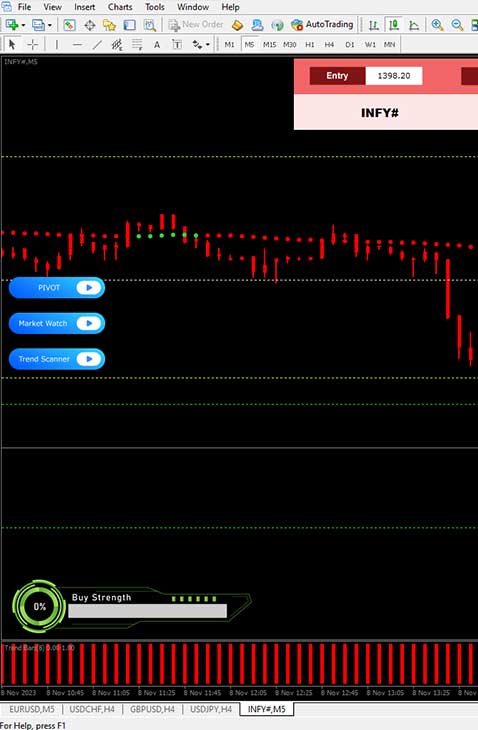 File View Insert Charts Tools Window Help
New Order AutoTrading
A T M1 M5 M15 M30 H1 H4 D1 W1 MN
INFY#,M5
Entry 1398.20
INFY#
PIVOT
Market Watch
Trend Scanner
0% Buy Strength
Trend Bars(8) 0.00 1.00
8 Nov 2023 8 Nov 10:45 8 Nov 11:05 8 Nov 11:25 8 Nov 11:45 8 Nov 12:05 8 Nov 12:25 8 Nov 12:45 8 Nov 13:05 8 Nov 13:25 8 Nov
EURUSD,M5 USDCHF,H4 GBPUSD,H4 USDJPY,H4 INFY#,M5
For Help, press F1